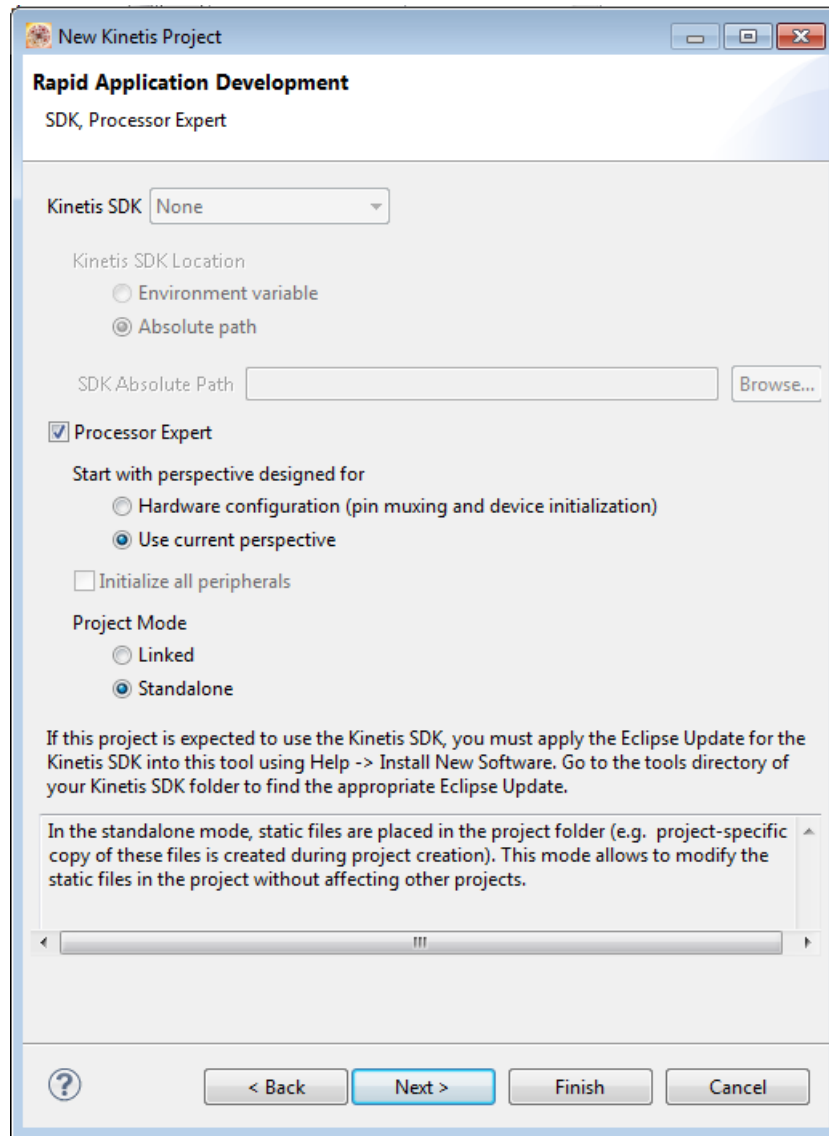 New Kinetis Project
Rapid Application Development
SDK, Processor Expert
Kinetis SDK None
Kinetis SDK Location
Environment variable
Absolute path
SDK Absolute Path Browse...
Processor Expert
Start with perspective designed for
Hardware configuration (pin muxing and device initialization)
Use current perspective
Initialize all peripherals
Project Mode
Linked
Standalone
If this project is expected to use the Kinetis SDK, you must apply the Eclipse Update for the
Kinetis SDK into this tool using Help -> Install New Software. Go to the tools directory of
your Kinetis SDK folder to find the appropriate Eclipse Update.
In the standalone mode, static files are placed in the project folder (e.g. project-specific
copy of these files is created during project creation). This mode allows to modify the
static files in the project without affecting other projects.
? < Back Next > Finish Cancel